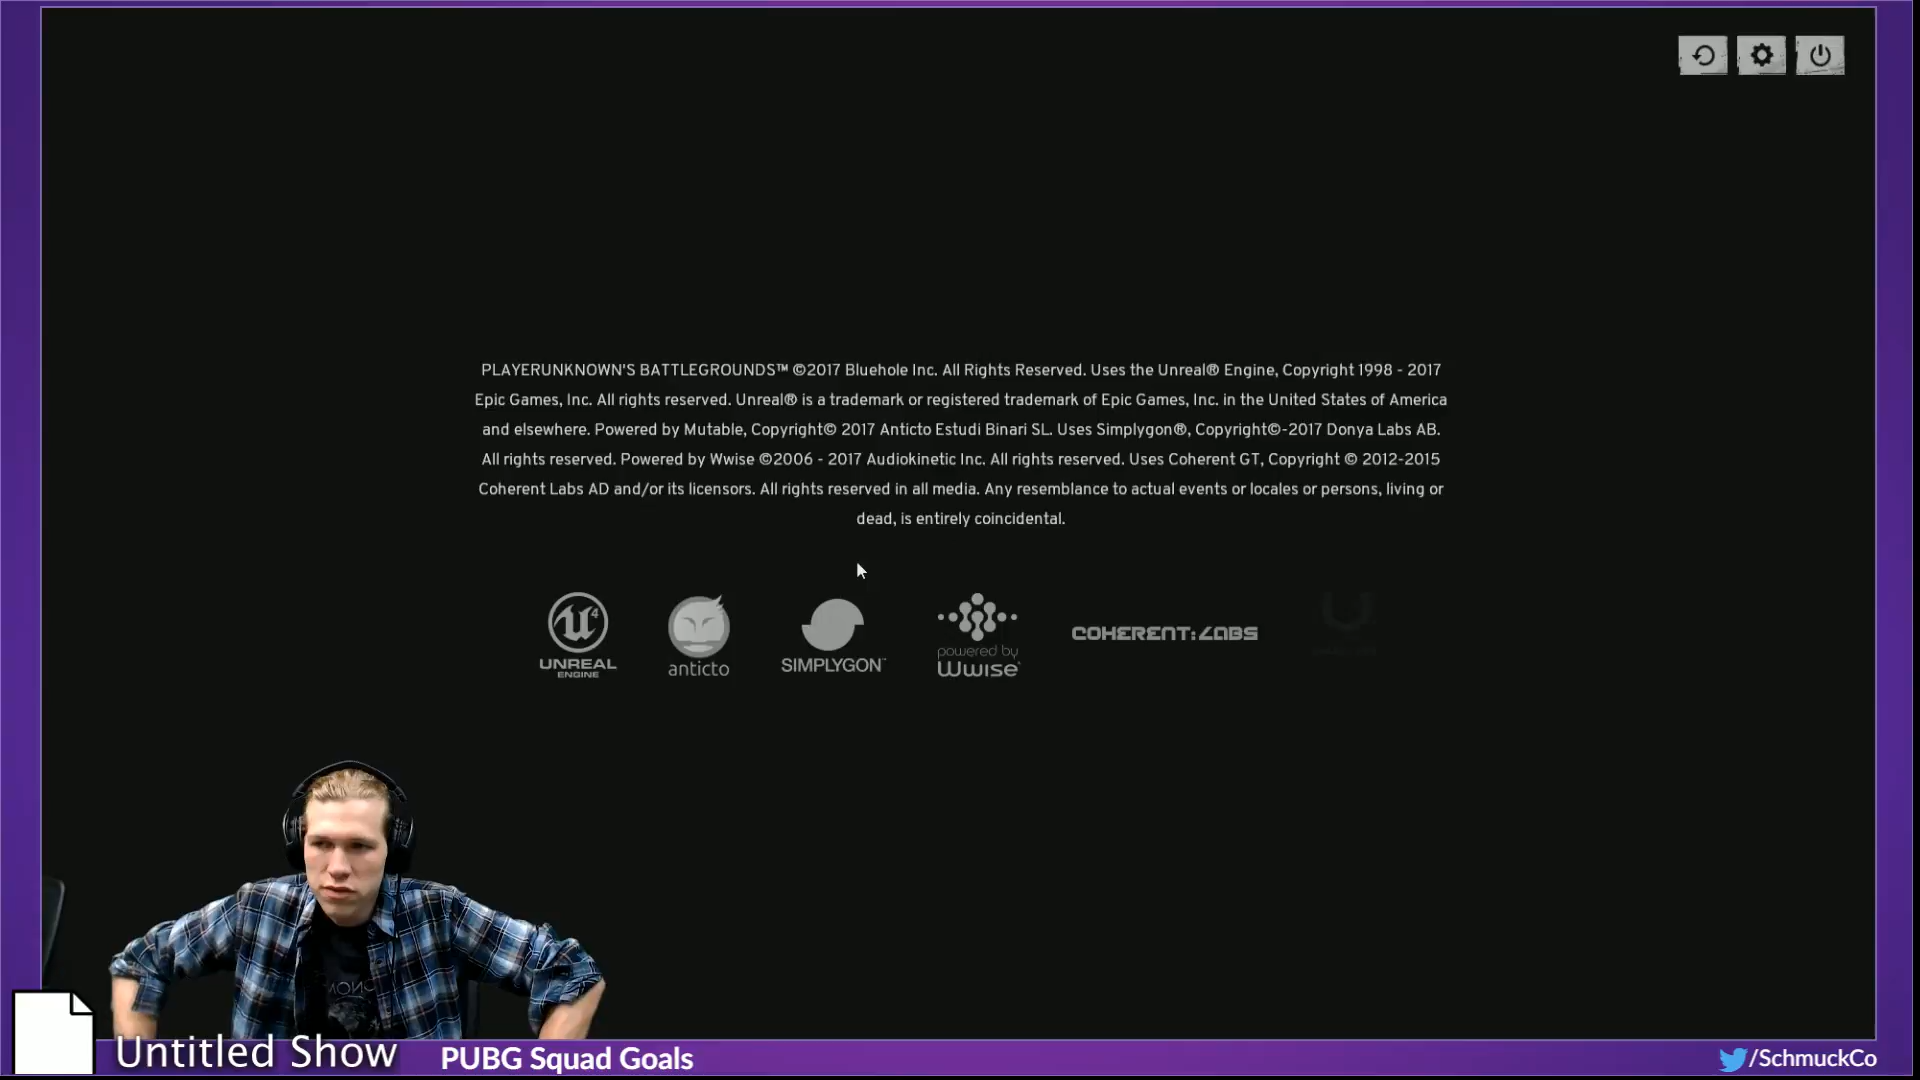 PLAYERUNKNOWN'S BATTLEGROUNDS™ ©2017 Bluehole Inc. All Rights Reserved. Uses the Unreal® Engine, Copyright 1998 - 2017
Epic Games, Inc. All rights reserved. Unreal® is a trademark or registered trademark of Epic Games, Inc. in the United States of America
and elsewhere. Powered by Mutable, Copyright© 2017 Anticto Estudi Binari SL. Uses Simplygon®, Copyright©-2017 Donya Labs AB.
All rights reserved. Powered by Wwise ©2006 - 2017 Audiokinetic Inc. All rights reserved. Uses Coherent GT, Copyright © 2012-2015
Coherent Labs AD and/or its licensors. All rights reserved in all media. Any resemblance to actual events or locales or persons, living or
dead, is entirely coincidental.
U4
UNREAL
ENGINE
anticto
SIMPLYGON™
powered by
Wwise®
COHERENT:LABS
Untitled Show
PUBG Squad Goals
/SchmuckCo